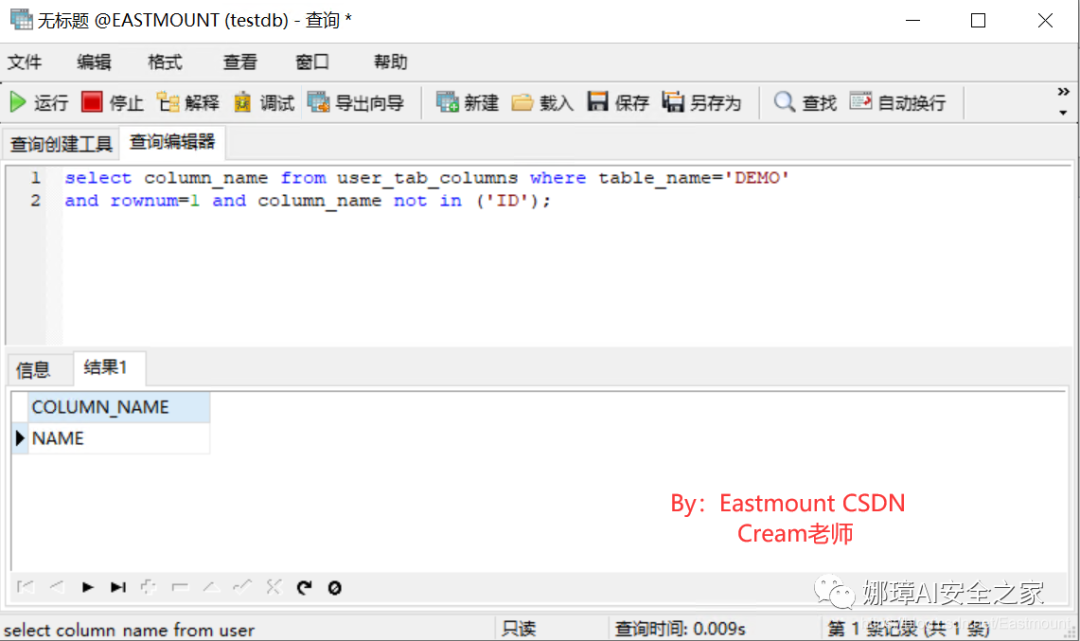 无标题 @EASTMOUNT (testdb) - 查询 *
文件 编辑 格式 查看 窗口 帮助
运行 停止 解释 调试 导出向导 新建 载入 保存 另存为 查找 自动换行 »
查询创建工具 查询编辑器
1 select column_name from user_tab_columns where table_name='DEMO'
2 and rownum=1 and column_name not in ('ID');
信息 结果1
COLUMN_NAME
NAME
By：Eastmount CSDN
Cream老师
娜璋AI安全之家
select column name from user 只读 查询时间: 0.009s 第 1 条记录 (共 1 条)